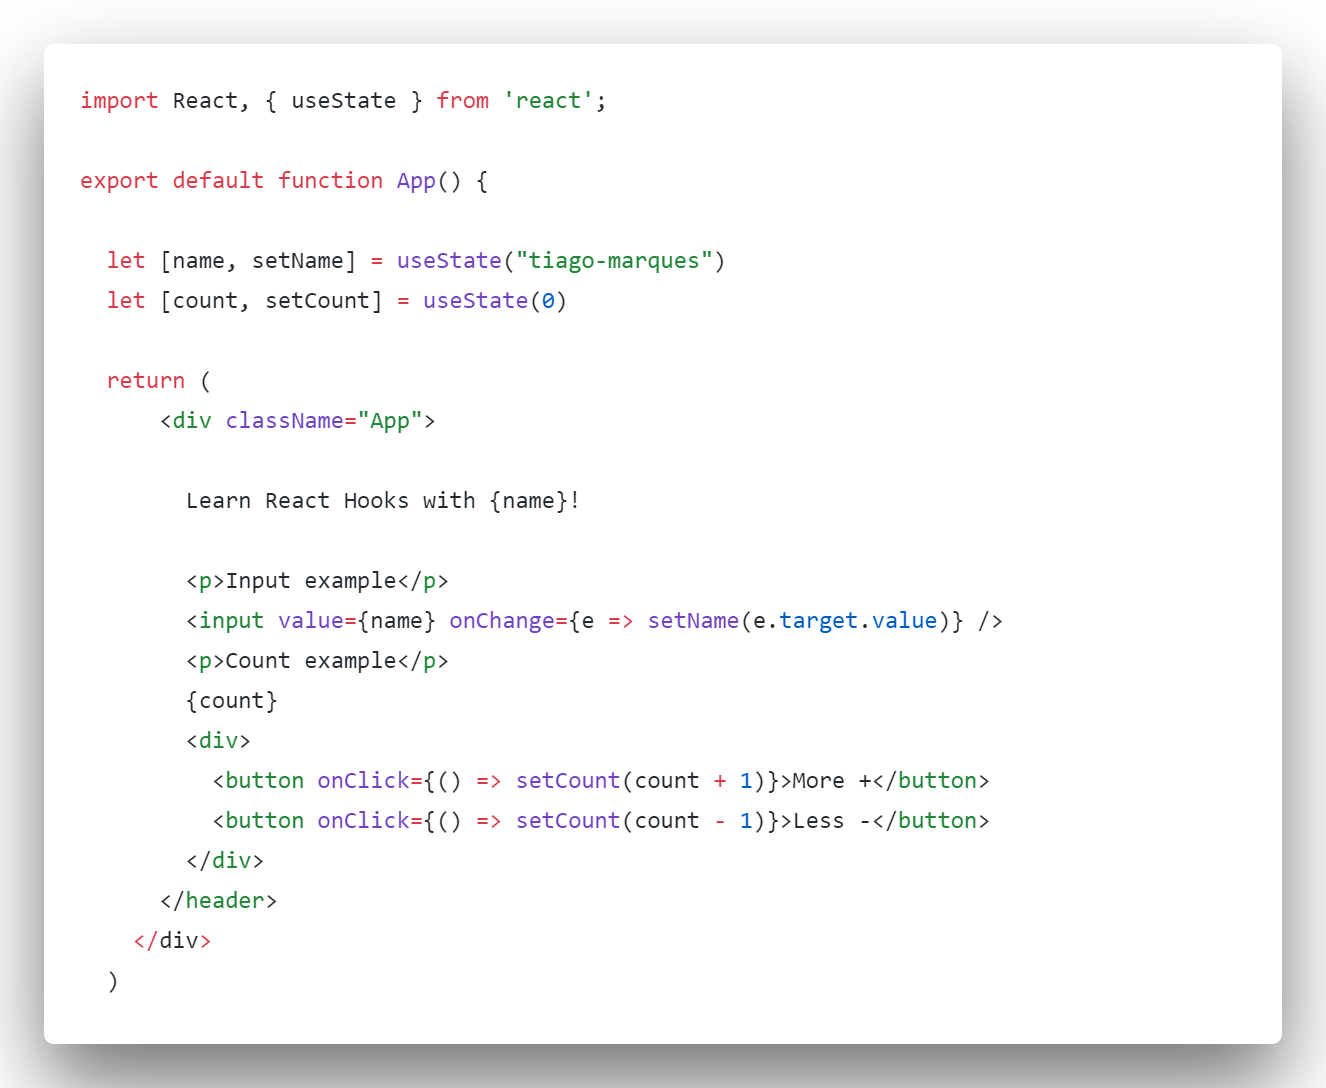 import React, { useState } from 'react';
export default function App() {
let [name, setName] = useState("tiago-marques")
let [count, setCount] = useState(0)
return (
<div className="App">
Learn React Hooks with {name}!
<p>Input example</p>
<input value={name} onChange={e => setName(e.target.value)} />
<p>Count example</p>
{count}
<div>
<button onClick={() => setCount(count + 1)}>More +</button>
<button onClick={() => setCount(count - 1)}>Less -</button>
</div>
</header>
</div>
)